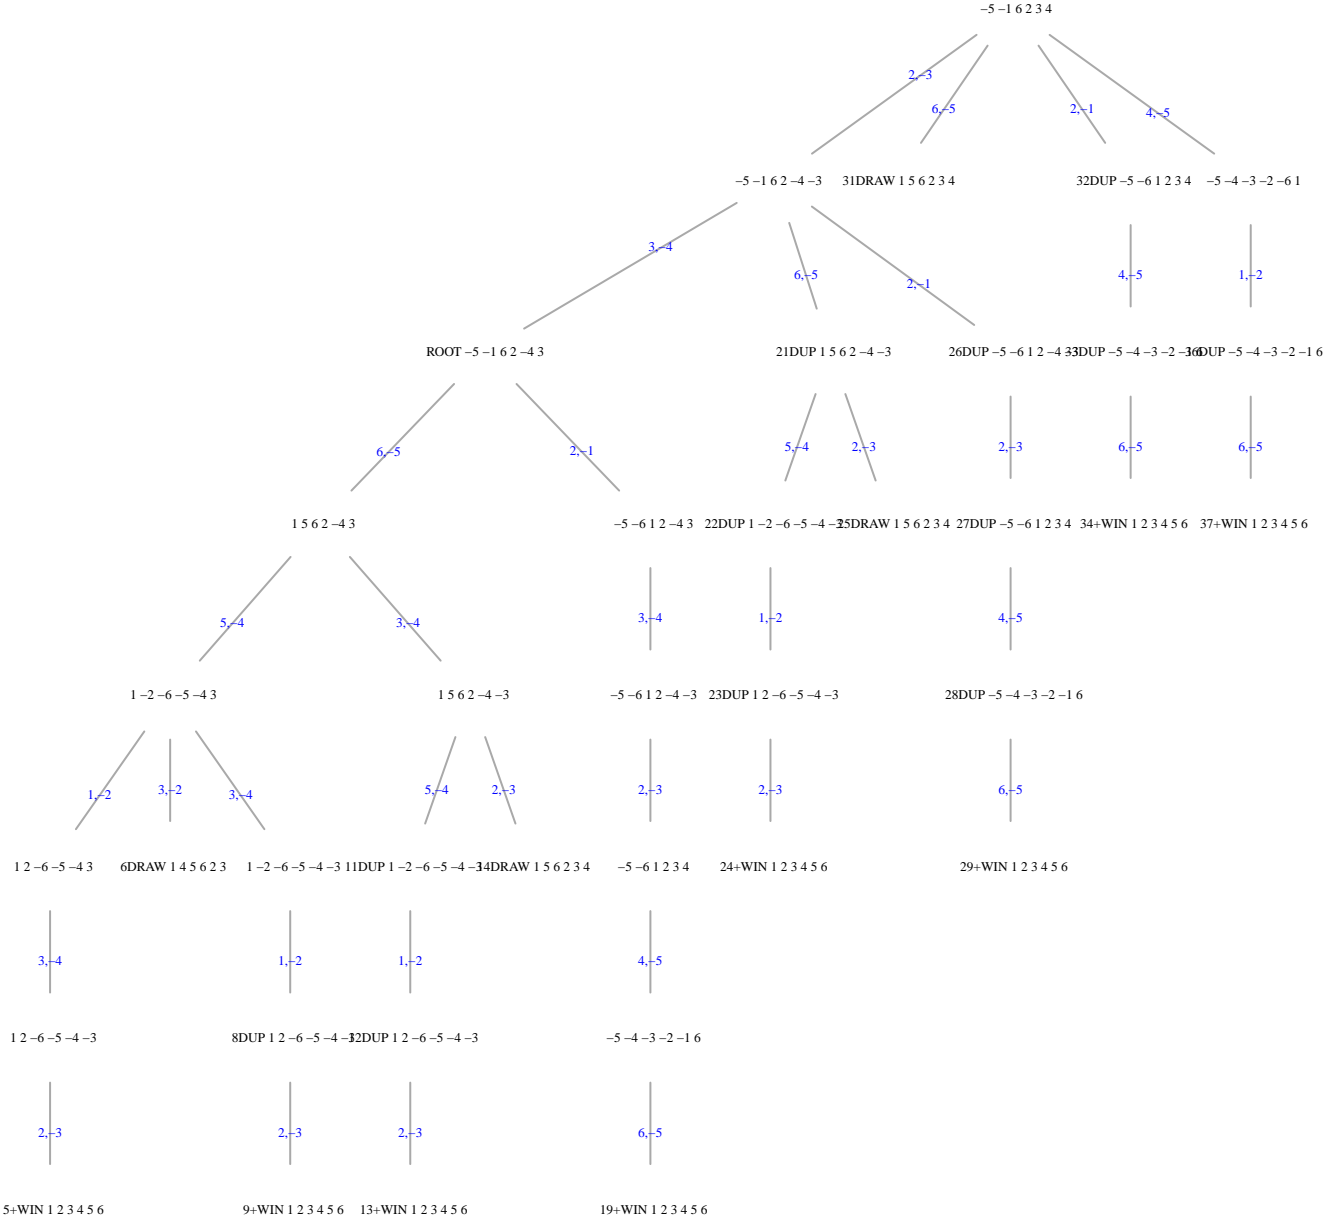 −5 −1 6 2 3 4
2,−3
6,−5
2,−1
4,−5
−5 −1 6 2 −4 −3
31DRAW 1 5 6 2 3 4
32DUP −5 −6 1 2 3 4
−5 −4 −3 −2 −6 1
3,−4
6,−5
2,−1
4,−5
1,−2
ROOT −5 −1 6 2 −4 3
21DUP 1 5 6 2 −4 −3
26DUP −5 −6 1 2 −4 −3
33DUP −5 −4 −3 −2 −1 6
36DUP −5 −4 −3 −2 −1 6
6,−5
2,−1
5,−4
2,−3
2,−3
6,−5
6,−5
1 5 6 2 −4 3
−5 −6 1 2 −4 3
22DUP 1 −2 −6 −5 −4 −3
25DRAW 1 5 6 2 3 4
27DUP −5 −6 1 2 3 4
34+WIN 1 2 3 4 5 6
37+WIN 1 2 3 4 5 6
5,−4
3,−4
3,−4
1,−2
4,−5
1 −2 −6 −5 −4 3
1 5 6 2 −4 −3
−5 −6 1 2 −4 −3
23DUP 1 2 −6 −5 −4 −3
28DUP −5 −4 −3 −2 −1 6
1,−2
3,−2
3,−4
5,−4
2,−3
2,−3
2,−3
6,−5
1 2 −6 −5 −4 3
6DRAW 1 4 5 6 2 3
1 −2 −6 −5 −4 −3
11DUP 1 −2 −6 −5 −4 −3
14DRAW 1 5 6 2 3 4
−5 −6 1 2 3 4
24+WIN 1 2 3 4 5 6
29+WIN 1 2 3 4 5 6
3,−4
1,−2
1,−2
4,−5
1 2 −6 −5 −4 −3
8DUP 1 2 −6 −5 −4 −3
12DUP 1 2 −6 −5 −4 −3
−5 −4 −3 −2 −1 6
2,−3
2,−3
2,−3
6,−5
5+WIN 1 2 3 4 5 6
9+WIN 1 2 3 4 5 6
13+WIN 1 2 3 4 5 6
19+WIN 1 2 3 4 5 6